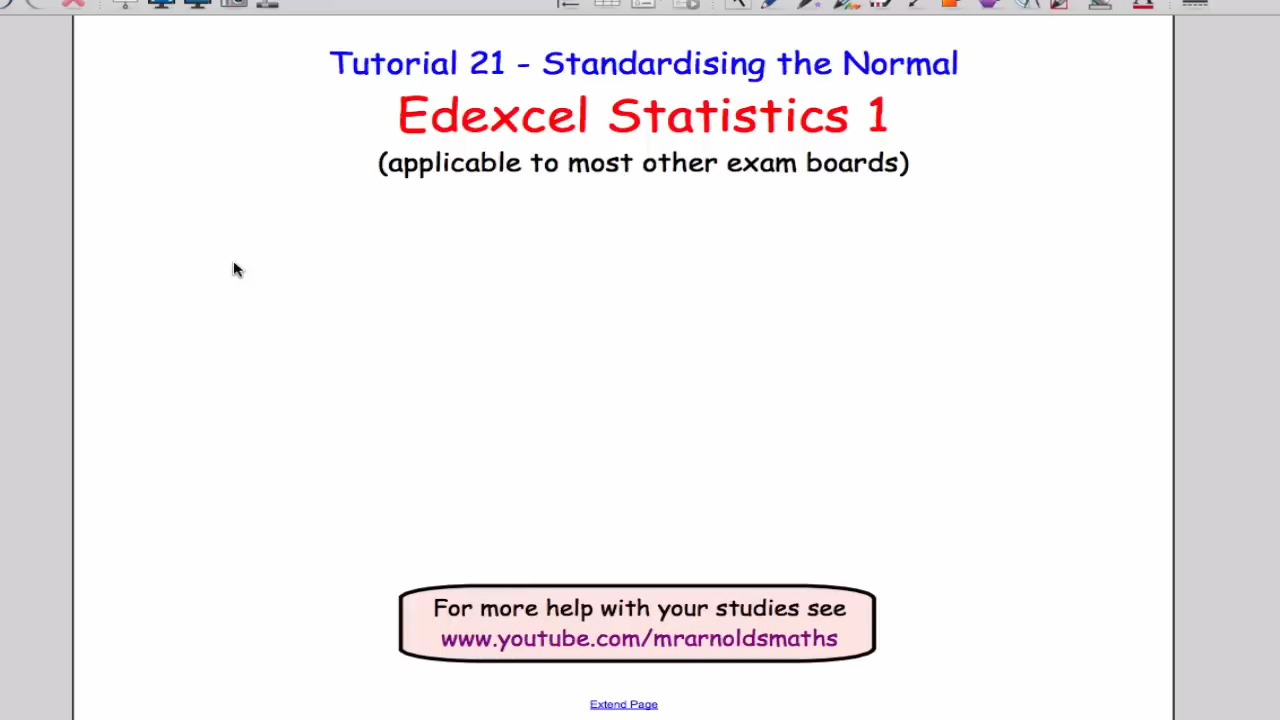 Tutorial 21 - Standardising the Normal
Edexcel Statistics 1
(applicable to most other exam boards)
For more help with your studies see
www.youtube.com/mrarnoldsmaths
Extend Page